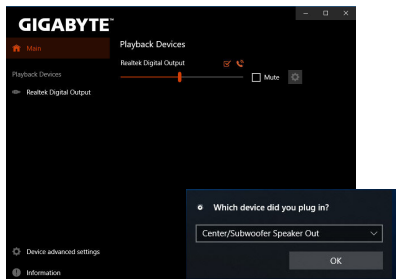 GIGABYTE™
Main
Playback Devices
Realtek Digital Output
Mute
Playback Devices
Realtek Digital Output
Which device did you plug in?
Center/Subwoofer Speaker Out
OK
Device advanced settings
Information